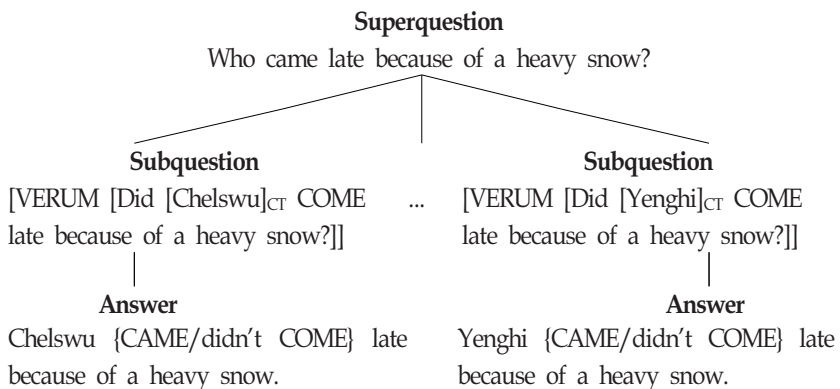 Superquestion
Who came late because of a heavy snow?
Subquestion
[VERUM [Did [Chelswu]CT COME
late because of a heavy snow?]]
...
Subquestion
[VERUM [Did [Yenghi]CT COME
late because of a heavy snow?]]
Answer
Chelswu {CAME/didn't COME} late
because of a heavy snow.
Answer
Yenghi {CAME/didn't COME} late
because of a heavy snow.